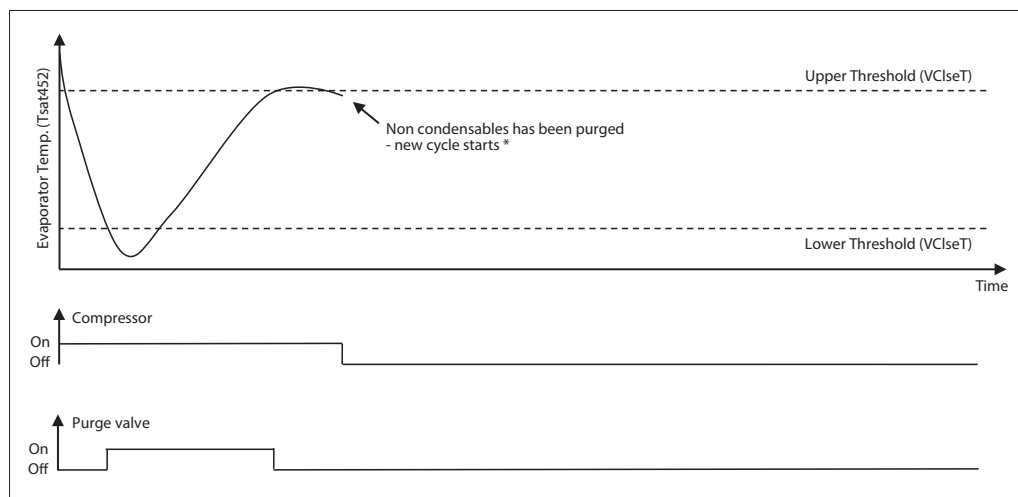 Evaporator Temp. (Tsat452)
Upper Threshold (VClseT)
Non condensables has been purged
- new cycle starts *
Lower Threshold (VClseT)
Time
Compressor
On
Off
Purge valve
On
Off